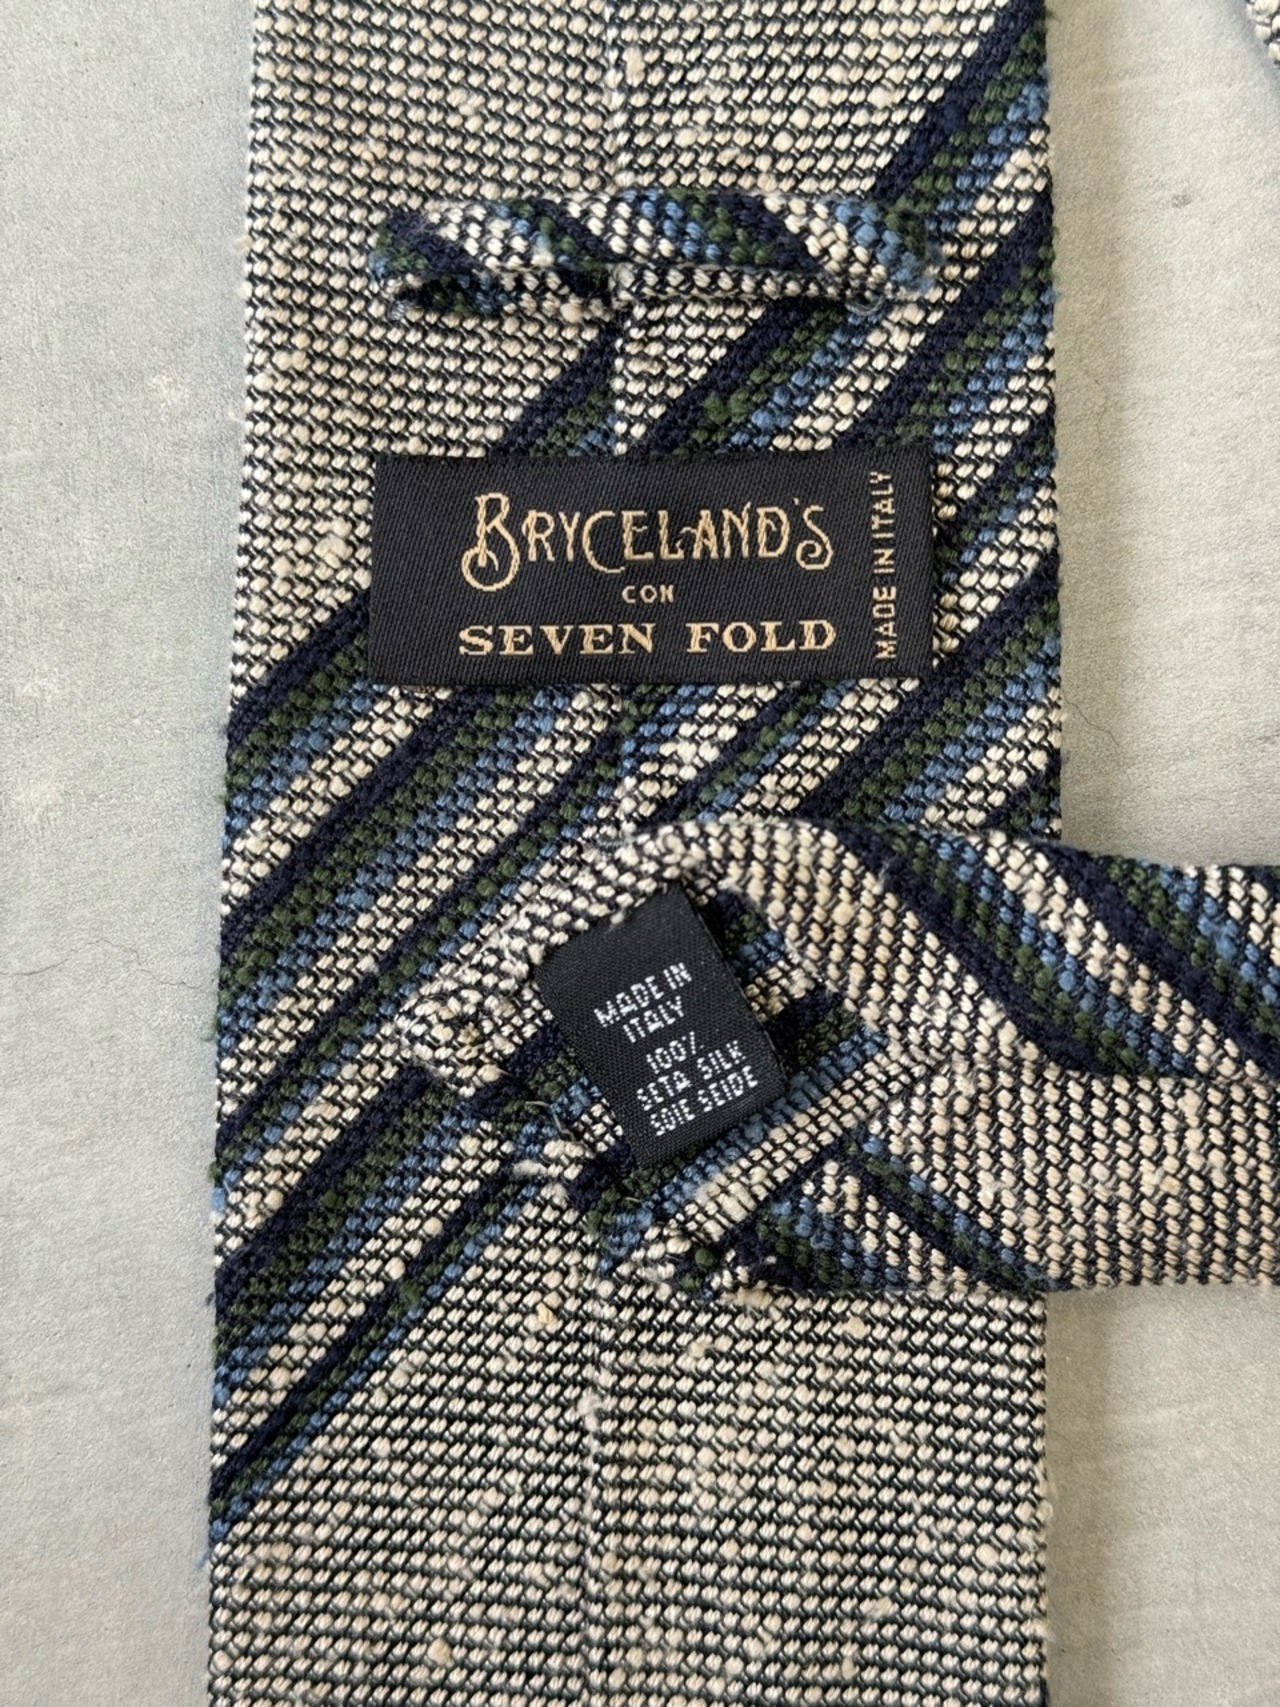 BRYCELAND'S
CON
SEVEN FOLD
MADE IN ITALY
MADE IN
ITALY
100%
SETA SILK
SOIE SEIDE